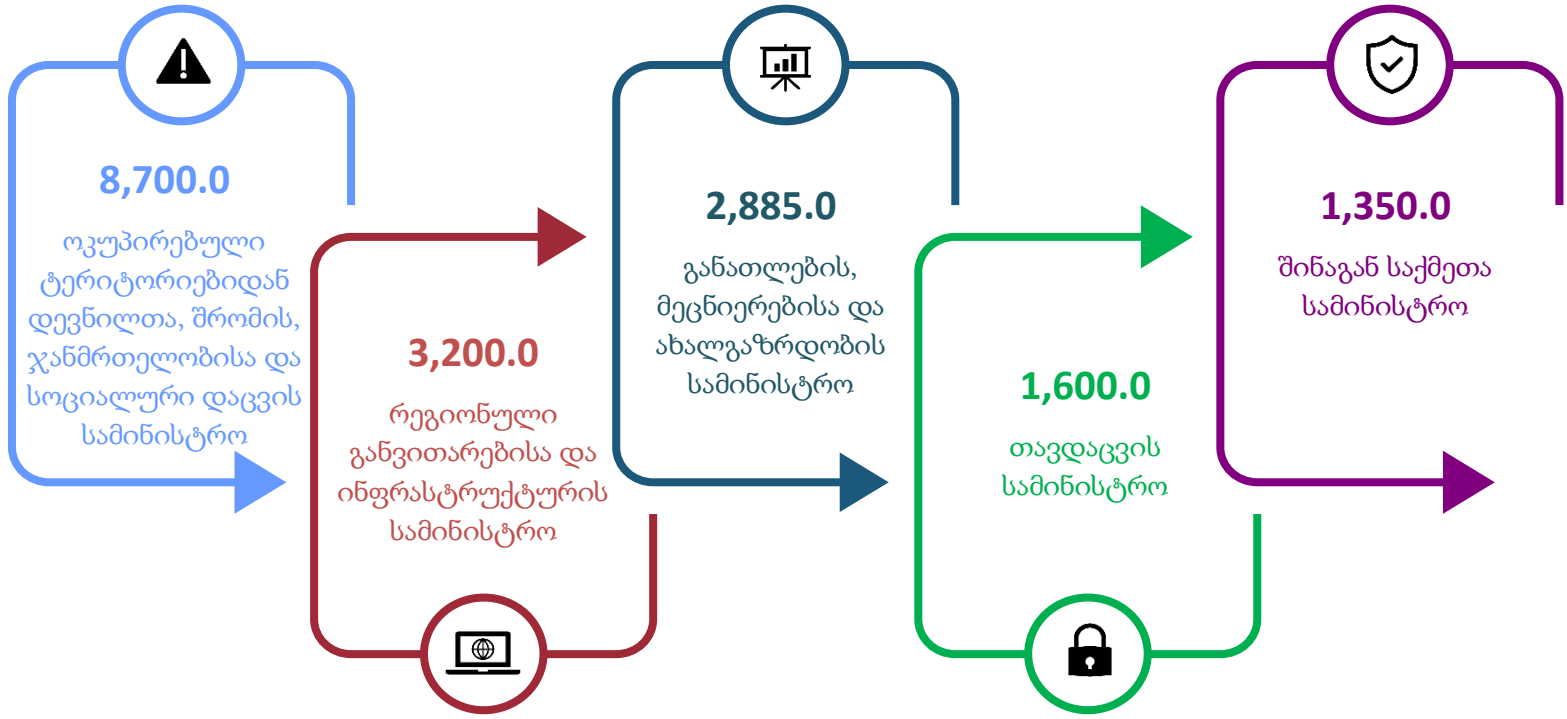 8,700.0
ოკუპირებული
ტერიტორიებიდან
დევნილთა, შრომის,
ჯანმრთელობისა და
სოციალური დაცვის
სამინისტრო
3,200.0
რეგიონული
განვითარებისა და
ინფრასტრუქტურის
სამინისტრო
2,885.0
განათლების,
მეცნიერებისა და
ახალგაზრდობის
სამინისტრო
1,600.0
თავდაცვის
სამინისტრო
1,350.0
შინაგან საქმეთა
სამინისტრო